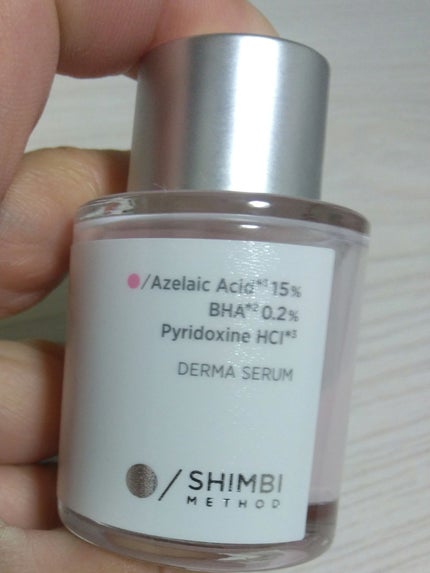 /Azelaic Acid*¹ 15%
BHA*² 0.2%
Pyridoxine HCl*³
DERMA SERUM
/ SHIMBI
METHOD